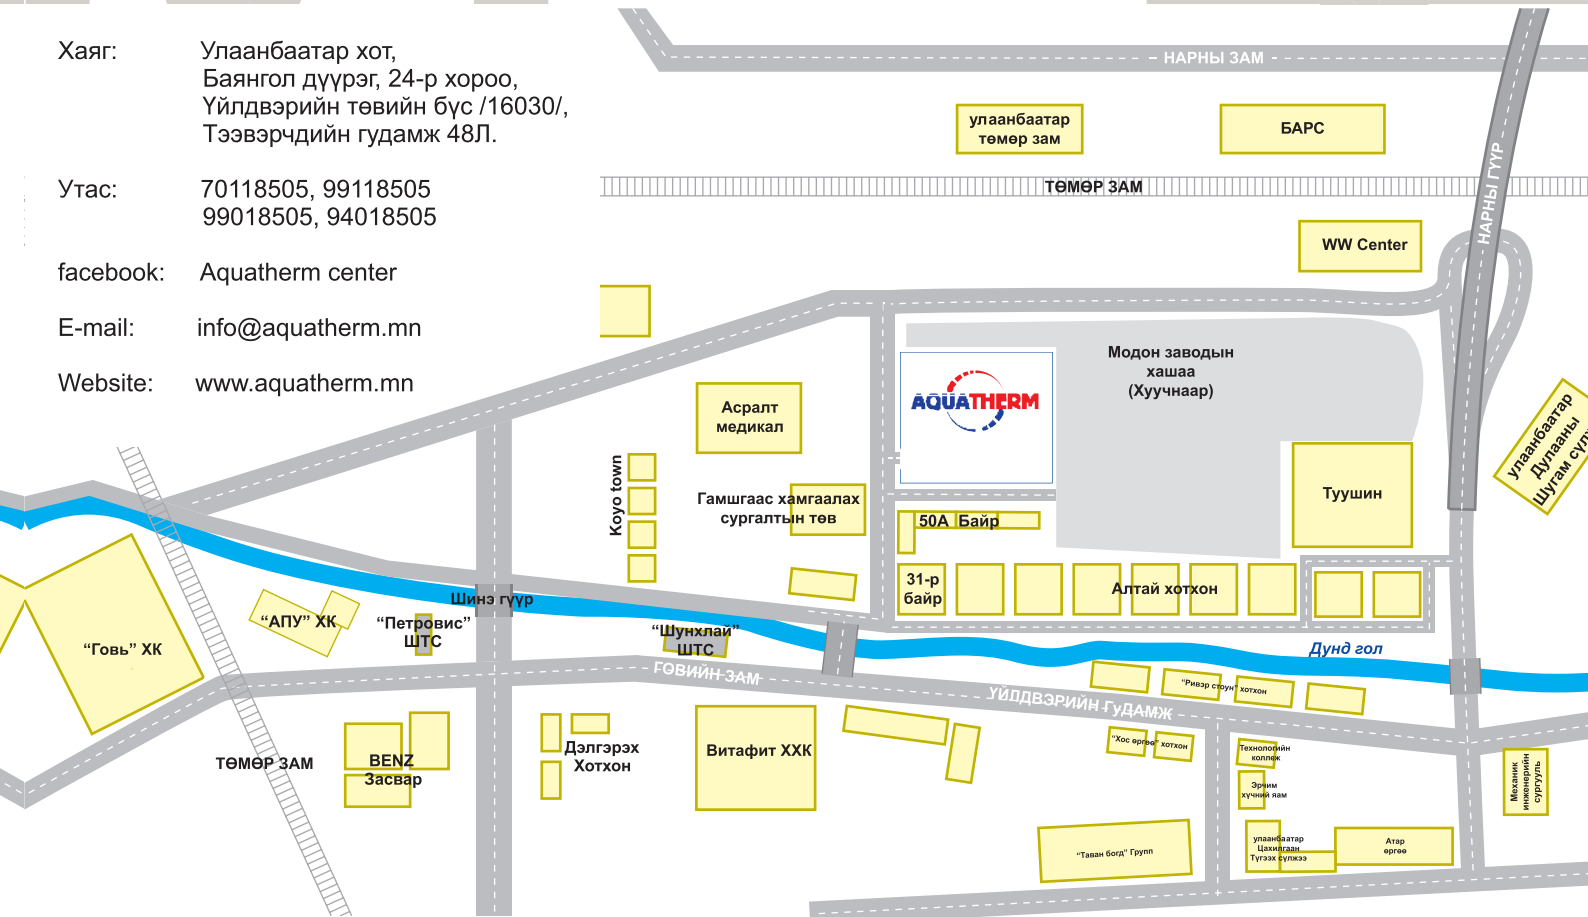 Хаяг: Улаанбаатар хот,
Баянгол дүүрэг, 24-р хороо,
Үйлдвэрийн төвийн бүс /16030/,
Тээвэрчдийн гудамж 48Л.
Утас: 70118505, 99118505
99018505, 94018505
facebook: Aquatherm center
E-mail: info@aquatherm.mn
Website: www.aquatherm.mn
НАРНЫ ЗАМ
улаанбаатар
төмөр зам
БАРС
ТӨМӨР ЗАМ
НАРНЫ ГҮҮР
WW Center
Модон заводын
хашаа
(Хуучнаар)
AQUATHERM
Асралт
медикал
Koyo town
Гамшгаас хамгаалах
сургалтын төв
50А Байр
31-р
байр
Алтай хотхон
Туушин
улаанбаатар
Дулааны
Шугам
Шинэ гүүр
“АПУ” ХК
“Петровис”
ШТС
“Шунхлай”
ШТС
“Говь” ХК
Дунд гол
ГОВИЙН ЗАМ
ҮЙЛДВЭРИЙН ГуДАМЖ
“Ривэр стоун” хотхон
“Хос өргөө” хотхон
Технологийн
коллеж
Эрчим
хүчний яам
улаанбаатар
Цахилгаан
Түгээх сүлжээ
Атар
өргөө
Механик
инженерийн
сургууль
“Таван богд” Групп
Витафит ХХК
Дэлгэрэх
Хотхон
BENZ
Засвар
ТӨМӨР ЗАМ